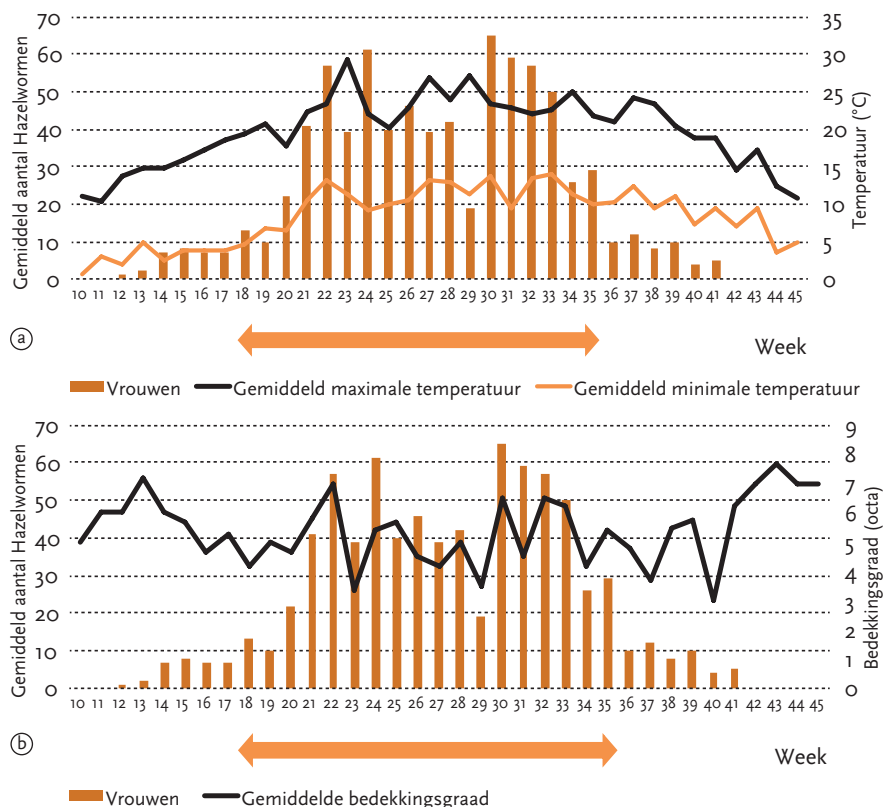 Gemiddeld aantal Hazelwormen
70 60 50 40 30 20 10 0
35 30 25 20 15 10 5 0
Temperatuur (°C)
10 11 12 13 14 15 16 17 18 19 20 21 22 23 24 25 26 27 28 29 30 31 32 33 34 35 36 37 38 39 40 41 42 43 44 45
a
Week
Vrouwen Gemiddeld maximale temperatuur Gemiddeld minimale temperatuur
Gemiddeld aantal Hazelwormen
70 60 50 40 30 20 10 0
9 8 7 6 5 4 3 2 1 0
Bedekkingsgraad (octa)
10 11 12 13 14 15 16 17 18 19 20 21 22 23 24 25 26 27 28 29 30 31 32 33 34 35 36 37 38 39 40 41 42 43 44 45
b
Week
Vrouwen Gemiddelde bedekkingsgraad